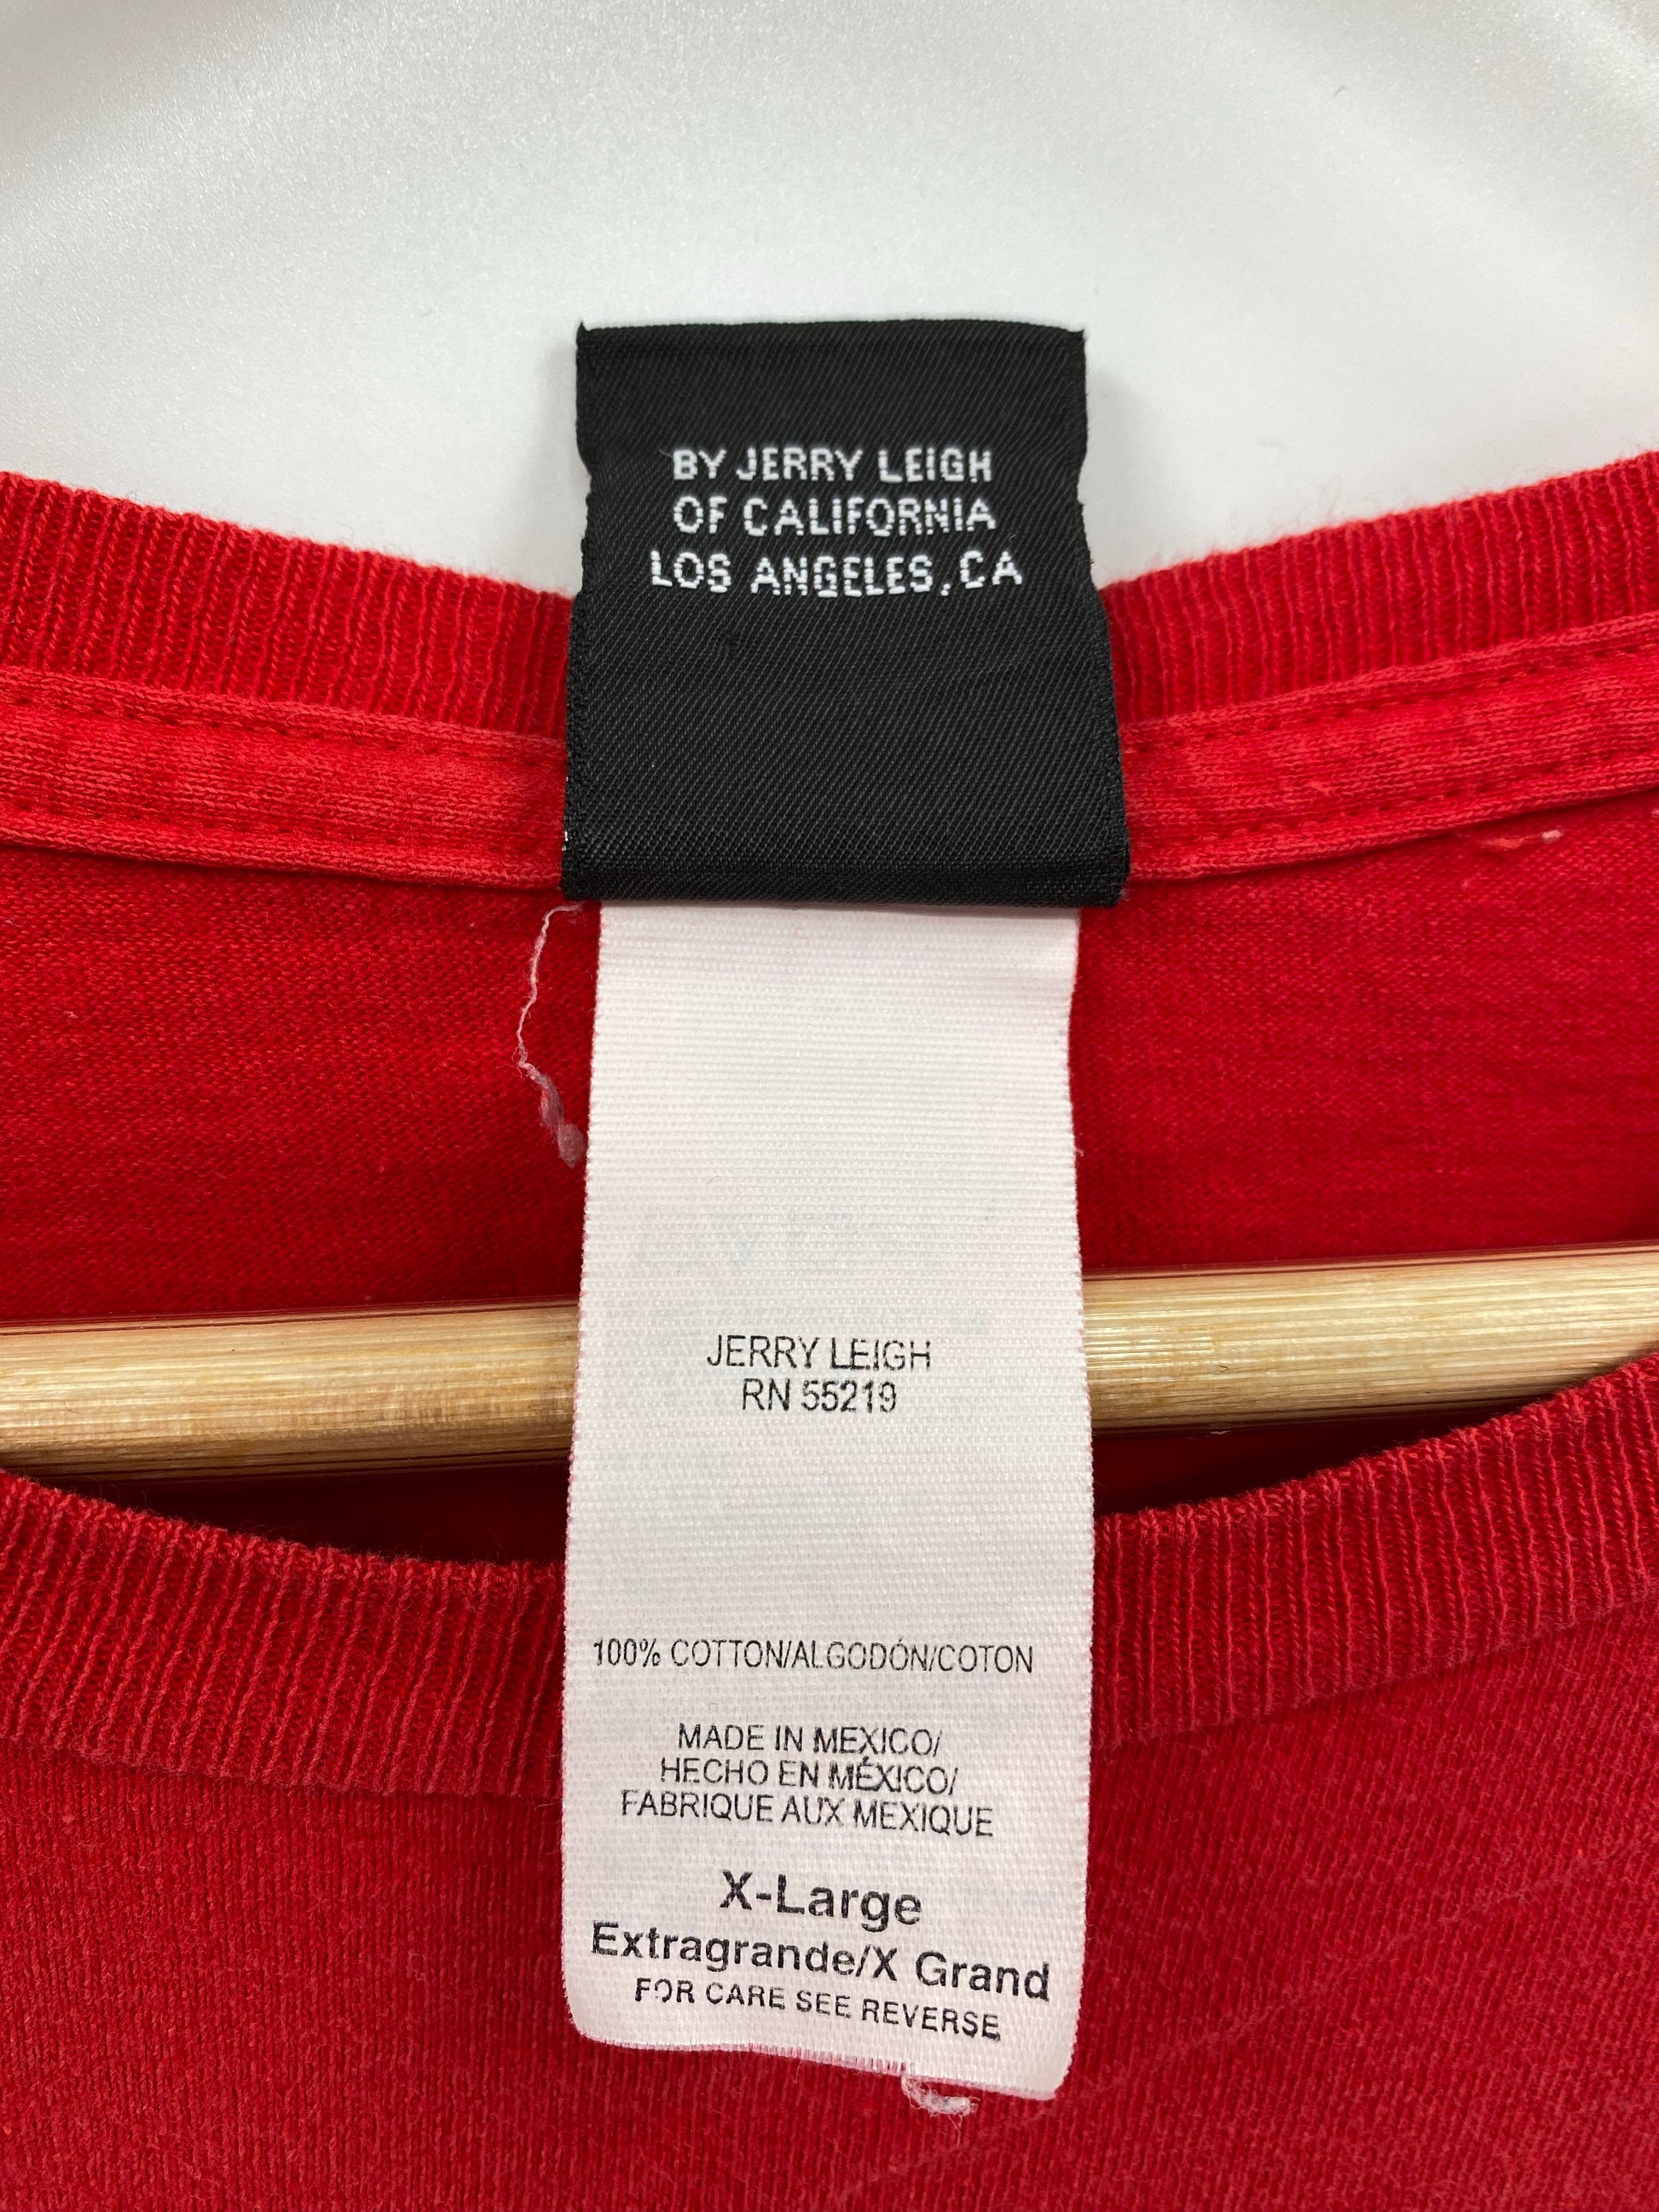 BY JERRY LEIGH
OF CALIFORNIA
LOS ANGELES, CA
JERRY LEIGH
RN 55219
100% COTTON/ALGODÓN/COTON
MADE IN MEXICO/
HECHO EN MÉXICO/
FABRIQUE AUX MEXIQUE
X-Large
Extragrande/X Grand
FOR CARE SEE REVERSE